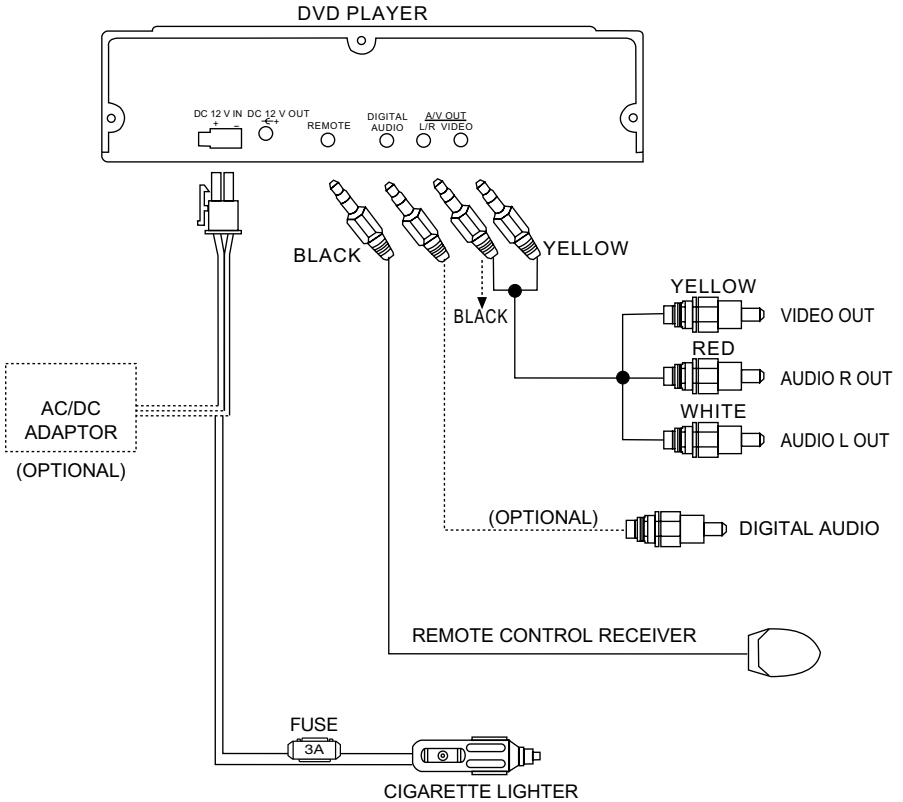 DVD PLAYER
DC 12 V IN
+ −
DC 12 V OUT
+
REMOTE
DIGITAL
AUDIO
A/V OUT
L/R VIDEO
BLACK
YELLOW
BLACK
YELLOW
VIDEO OUT
RED
AUDIO R OUT
WHITE
AUDIO L OUT
AC/DC
ADAPTOR
(OPTIONAL)
(OPTIONAL)
DIGITAL AUDIO
REMOTE CONTROL RECEIVER
FUSE
3A
CIGARETTE LIGHTER